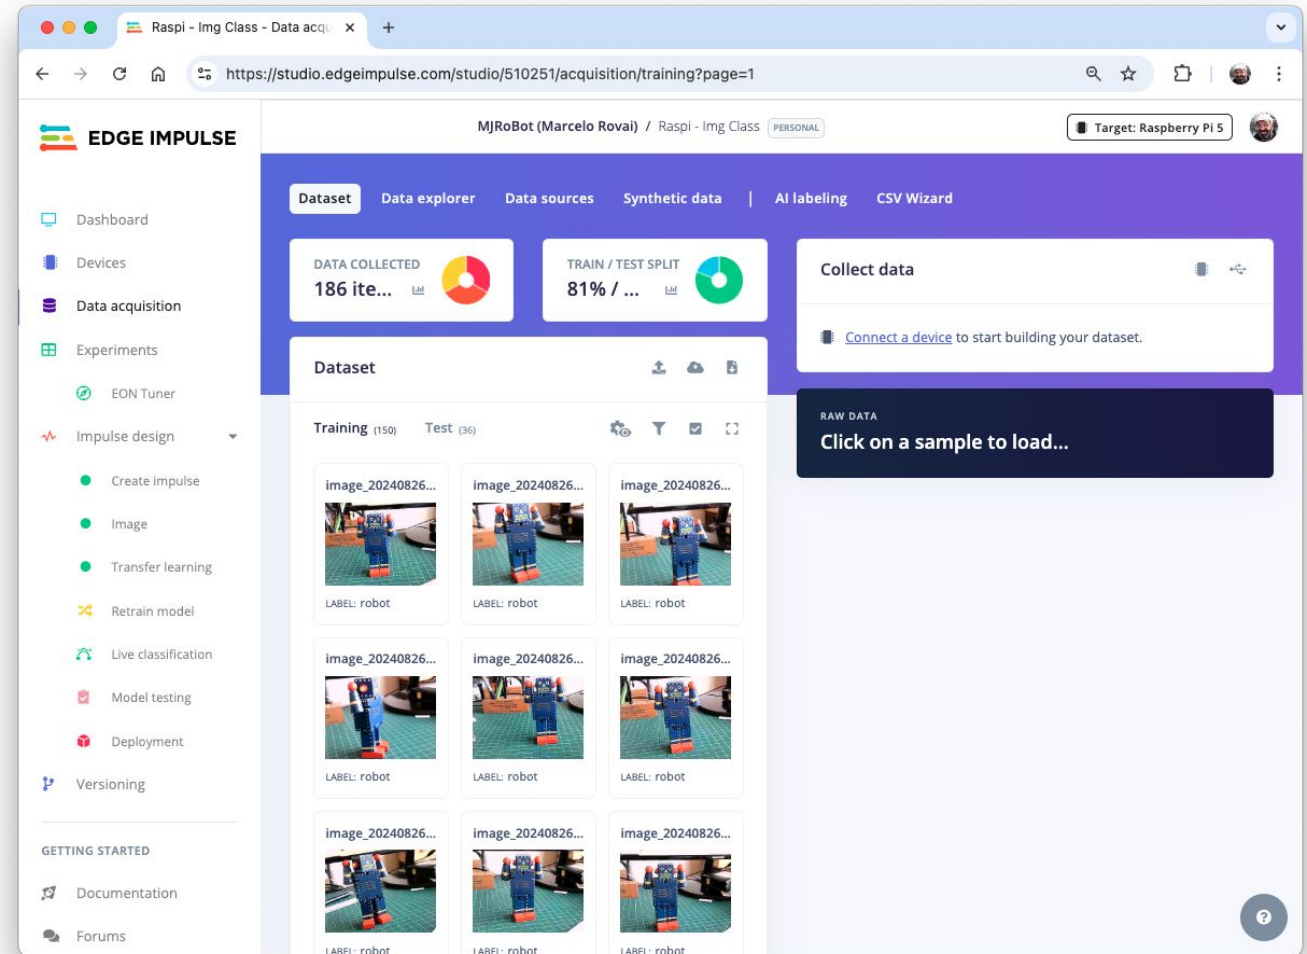 Raspi - Img Class - Data acqu
https://studio.edgeimpulse.com/studio/510251/acquisition/training?page=1
EDGE IMPULSE
MJRoBot (Marcelo Rovai) / Raspi - Img Class PERSONAL
Target: Raspberry Pi 5
Dataset Data explorer Data sources Synthetic data | AI labeling CSV Wizard
Dashboard
Devices
Data acquisition
Experiments
EON Tuner
Impulse design
Create impulse
Image
Transfer learning
Retrain model
Live classification
Model testing
Deployment
Versioning
GETTING STARTED
Documentation
Forums
DATA COLLECTED
186 ite...
TRAIN / TEST SPLIT
81% / ...
Collect data
Connect a device to start building your dataset.
RAW DATA
Click on a sample to load...
Dataset
Training (150) Test (36)
image_20240826... image_20240826... image_20240826...
LABEL: robot LABEL: robot LABEL: robot
image_20240826... image_20240826... image_20240826...
LABEL: robot LABEL: robot LABEL: robot
image_20240826... image_20240826... image_20240826...
LABEL: robot LABEL: robot LABEL: robot